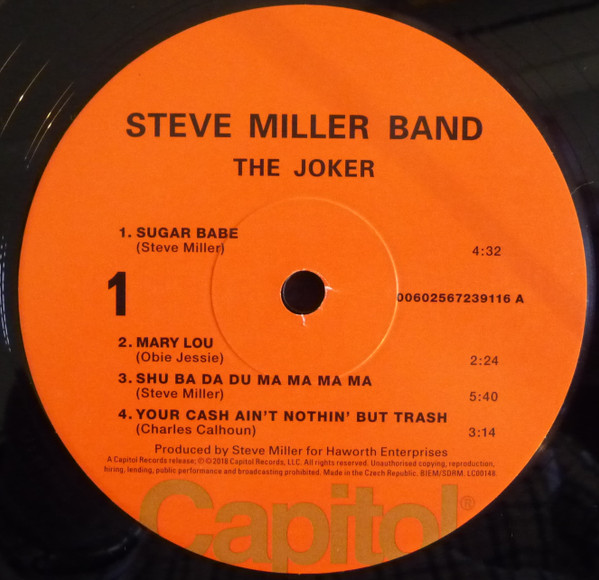 STEVE MILLER BAND
THE JOKER
1. SUGAR BABE
(Steve Miller) 4:32
1
00602567239116 A
2. MARY LOU
(Obie Jessie) 2:24
3. SHU BA DA DU MA MA MA MA
(Steve Miller) 5:40
4. YOUR CASH AIN'T NOTHIN' BUT TRASH
(Charles Calhoun) 3:14
Produced by Steve Miller for Haworth Enterprises
A Capitol Records release; ℗ © 2018 Capitol Records, LLC. All rights reserved. Unauthorised copying, reproduction,
hiring, lending, public performance and broadcasting prohibited. Made in the Czech Republic. BIEM/SDRM. LC00148.
Capitol®